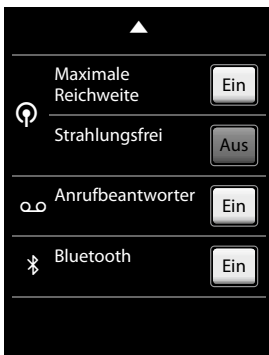 Maximale
Reichweite
Ein
Strahlungsfrei
Aus
Anrufbeantworter
Ein
Bluetooth
Ein